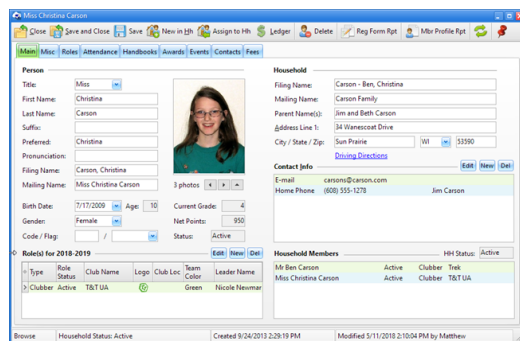 Miss Christina Carson
Close Save and Close Save New in Hh Assign to Hh Ledger Delete Reg Form Rpt Mbr Profile Rpt
Main Misc Roles Attendance Handbooks Awards Events Contacts Fees
Person
Title: Miss
First Name: Christina
Last Name: Carson
Suffix:
Preferred: Christina
Pronunciation:
Filing Name: Carson, Christina
Mailing Name: Miss Christina Carson
3 photos
Birth Date: 7/17/2009 Age: 10 Current Grade: 4
Gender: Female Net Points: 950
Code / Flag: / Status: Active
Role(s) for 2018-2019 Edit New Del
Type Role Status Club Name Logo Club Loc Team Color Leader Name
Clubber Active T&T UA Green Nicole Newmar
Household
Filing Name: Carson - Ben, Christina
Mailing Name: Carson Family
Parent Name(s): Jim and Beth Carson
Address Line 1: 34 Wanescoat Drive
City / State / Zip: Sun Prairie WI 53590
Driving Directions
Contact Info Edit New Del
E-mail carsons@carson.com
Home Phone (608) 555-1278 Jim Carson
Household Members HH Status: Active
Mr Ben Carson Active Clubber Trek
Miss Christina Carson Active Clubber T&T UA
Browse Household Status: Active Created 9/24/2013 2:29:19 PM Modified 5/11/2018 2:10:04 PM by Matthew